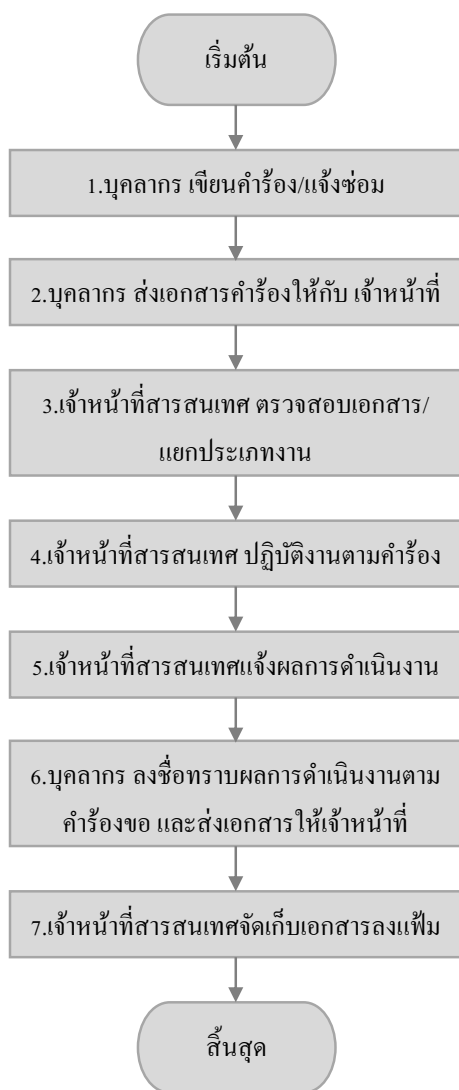 เริ่มต้น
1.บุคลากร เขียนคำร้อง/แจ้งซ่อม
2.บุคลากร ส่งเอกสารคำร้องให้กับ เจ้าหน้าที่
3.เจ้าหน้าที่สารสนเทศ ตรวจสอบเอกสาร/
แยกประเภทงาน
4.เจ้าหน้าที่สารสนเทศ ปฏิบัติงานตามคำร้อง
5.เจ้าหน้าที่สารสนเทศแจ้งผลการดำเนินงาน
6.บุคลากร ลงชื่อทราบผลการดำเนินงานตาม
คำร้องขอ และส่งเอกสารให้เจ้าหน้าที่
7.เจ้าหน้าที่สารสนเทศจัดเก็บเอกสารลงแฟ้ม
สิ้นสุด